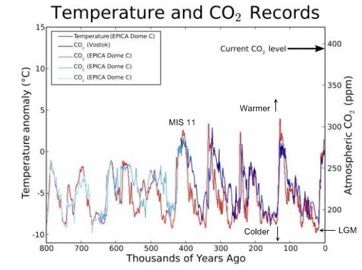 Temperature and CO₂ Records
Temperature(EPICA Dome C)
CO₂ (Vostok)
CO₂ (EPICA Dome C)
CO₂ (EPICA Dome C)
CO₂ (EPICA Dome C)
Current CO₂ level
MIS 11
Warmer
Colder
LGM
Temperature anomaly (°C)
15
10
5
0
-5
-10
Atmospheric CO₂ (ppm)
400
350
300
250
200
800 700 600 500 400 300 200 100 0
Thousands of Years Ago